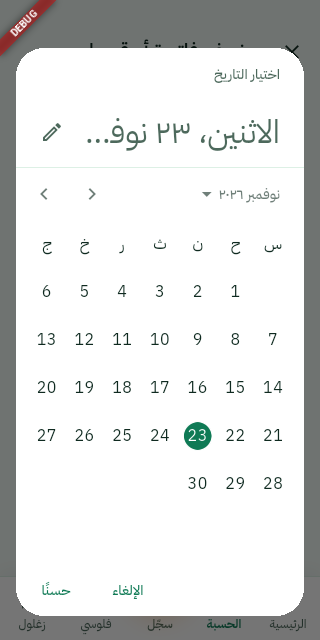 DEBUG
اختيار التاريخ
الاثنين، ٢٣ نوفـ...
نوفمبر ٢٠٢٦
س ح ن ث ر خ ج
1 2 3 4 5 6
7 8 9 10 11 12 13
14 15 16 17 18 19 20
21 22 23 24 25 26 27
28 29 30
الإلغاء حسنًا
الرئيسية الحسبة سجّل فلوسي زغلول